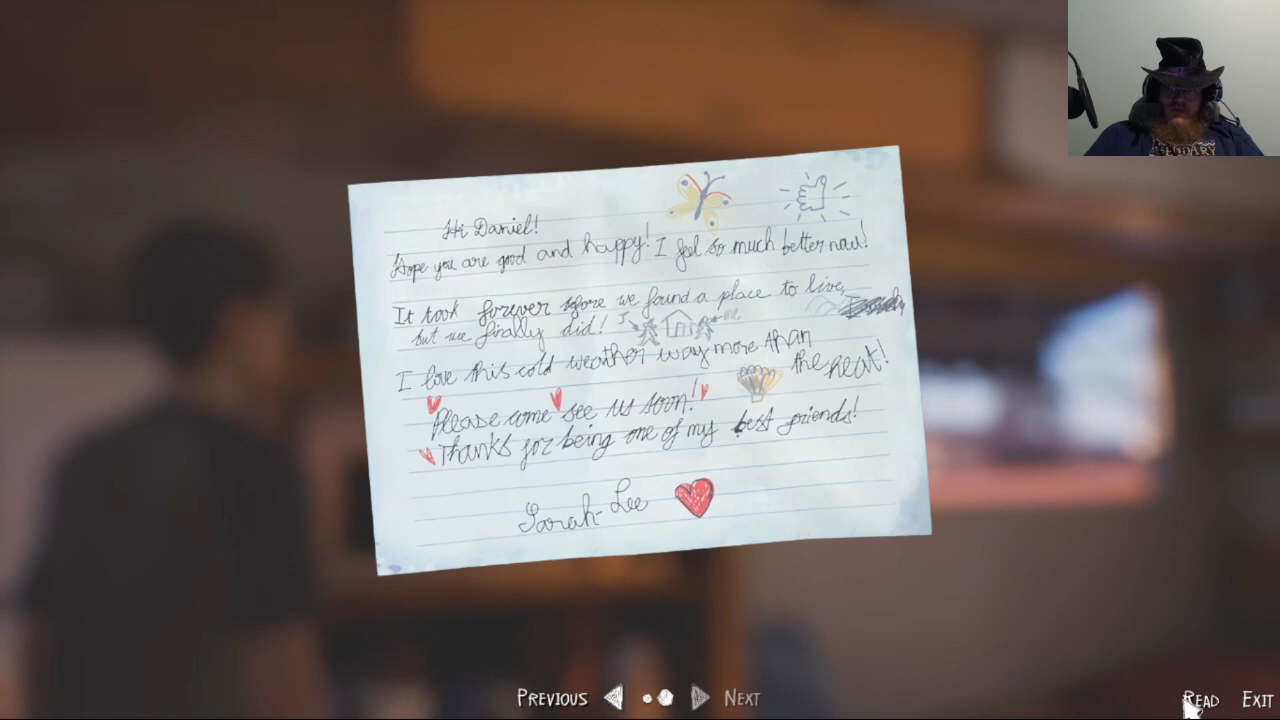 Hi Daniel!
Hope you are good and happy! I feel so much better now!
It took forever before we found a place to live,
but we finally did!
me
I love this cold weather way more than
the heat!
Please come see us soon!
Thanks for being one of my best friends!
Sarah Lee
PREVIOUS
NEXT
READ
EXIT